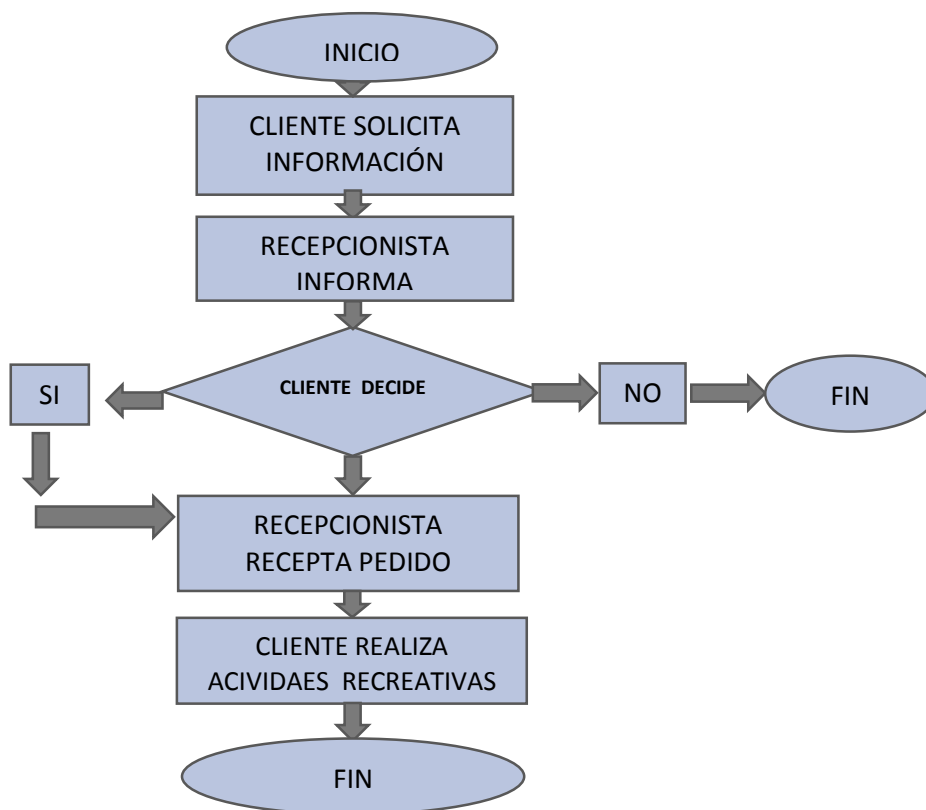 INICIO
CLIENTE SOLICITA
INFORMACIÓN
RECEPCIONISTA
INFORMA
CLIENTE DECIDE
SI
NO
FIN
RECEPCIONISTA
RECEPTA PEDIDO
CLIENTE REALIZA
ACIVIDAES RECREATIVAS
FIN